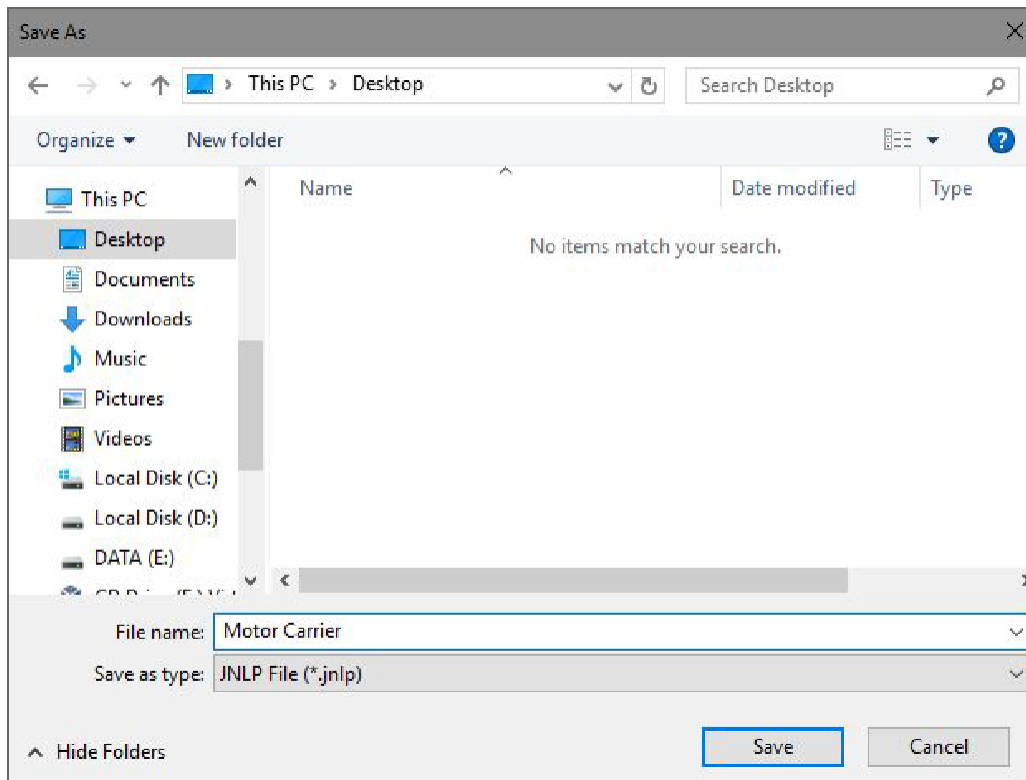 Save As
This PC > Desktop
Search Desktop
Organize
New folder
?
Name
Date modified
Type
No items match your search.
This PC
Desktop
Documents
Downloads
Music
Pictures
Videos
Local Disk (C:)
Local Disk (D:)
DATA (E:)
File name: Motor Carrier
Save as type: JNLP File (*.jnlp)
Hide Folders
Save
Cancel